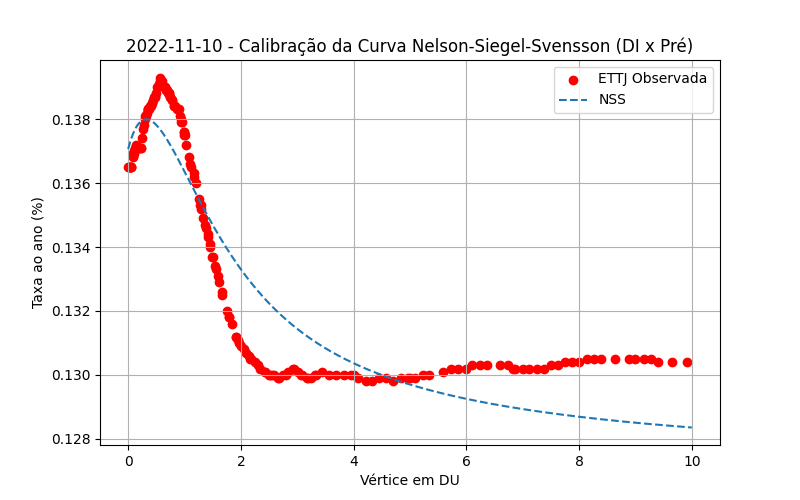 2022-11-10 - Calibração da Curva Nelson-Siegel-Svensson (DI x Pré)
ETTJ Observada
NSS
Taxa ao ano (%)
0.138
0.136
0.134
0.132
0.130
0.128
0 2 4 6 8 10
Vértice em DU